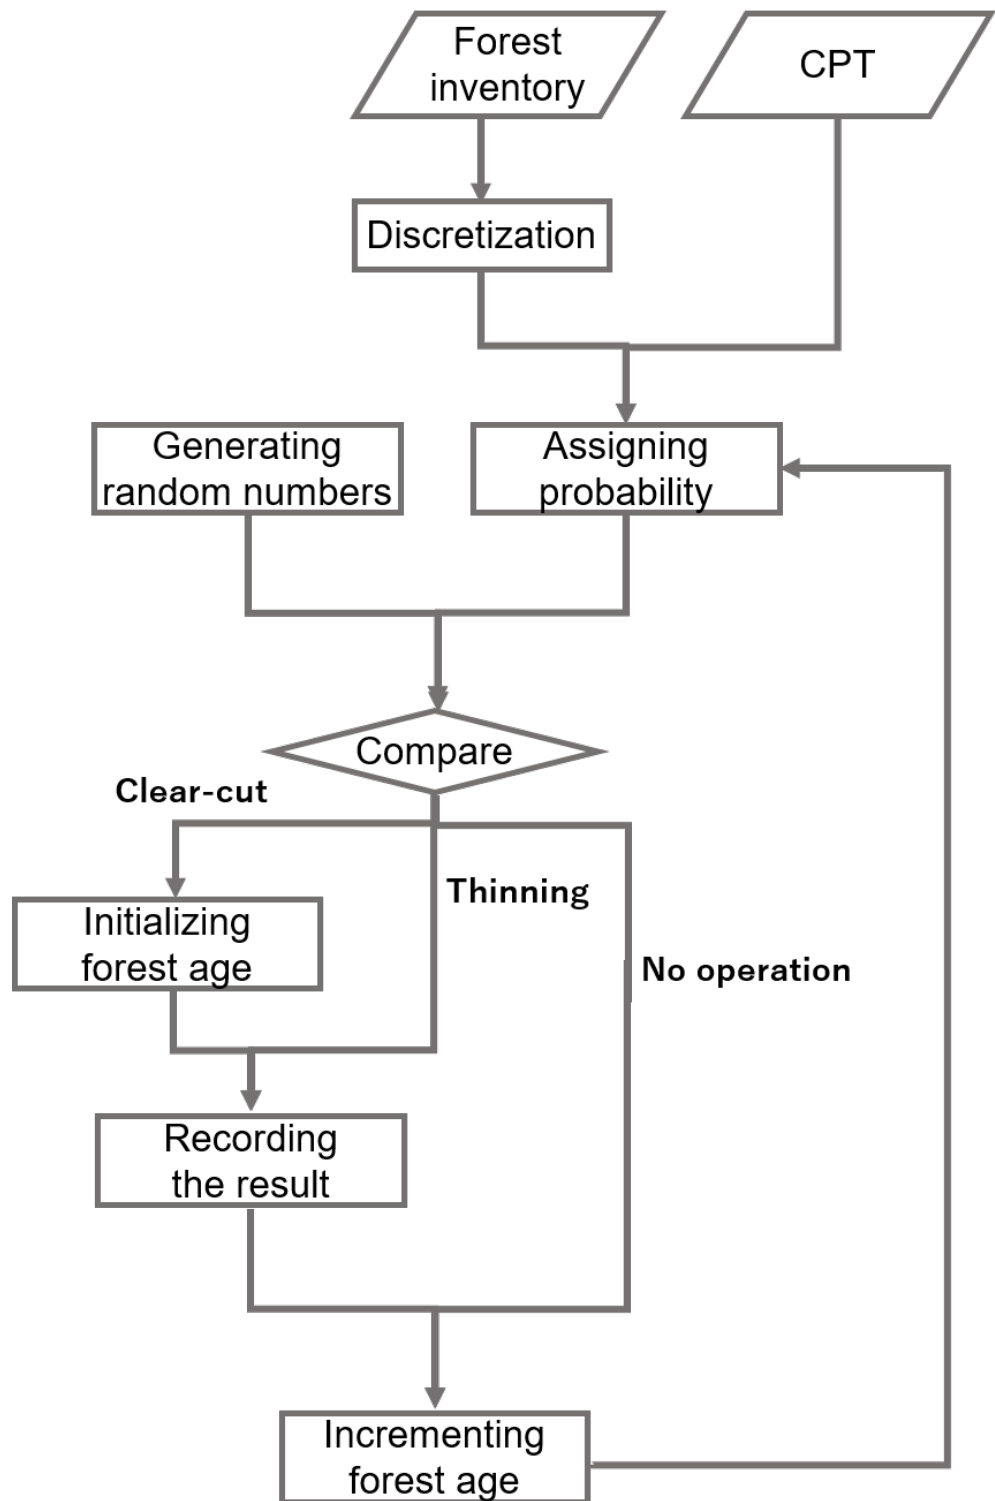 Forest
inventory
CPT
Discretization
Generating
random numbers
Assigning
probability
Compare
Clear-cut
Thinning
Initializing
forest age
No operation
Recording
the result
Incrementing
forest age